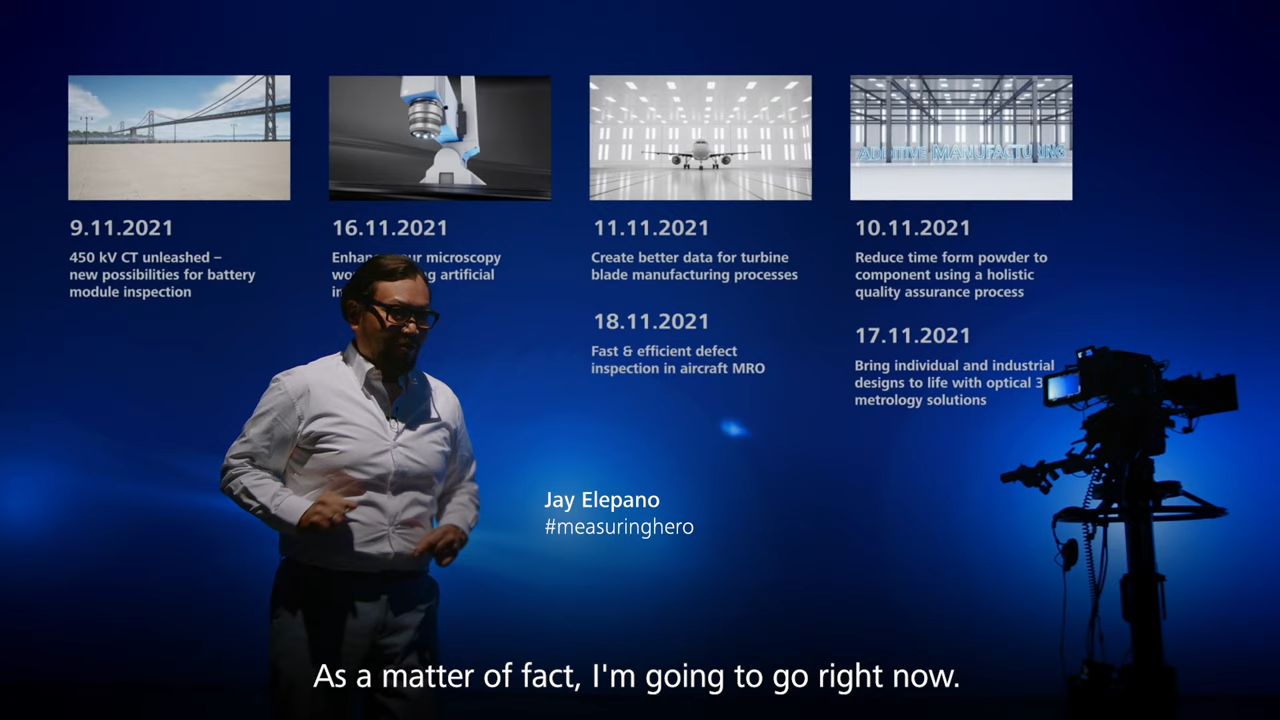 ADDITIVE MANUFACTURING
9.11.2021
450 kV CT unleashed –
new possibilities for battery
module inspection
16.11.2021
microscopy
artificial
11.11.2021
Create better data for turbine
blade manufacturing processes
18.11.2021
Fast & efficient defect
inspection in aircraft MRO
10.11.2021
Reduce time form powder to
component using a holistic
quality assurance process
17.11.2021
Bring individual and industrial
designs to life with optical
metrology solutions
Jay Elepano
#measuringhero
As a matter of fact, I'm going to go right now.